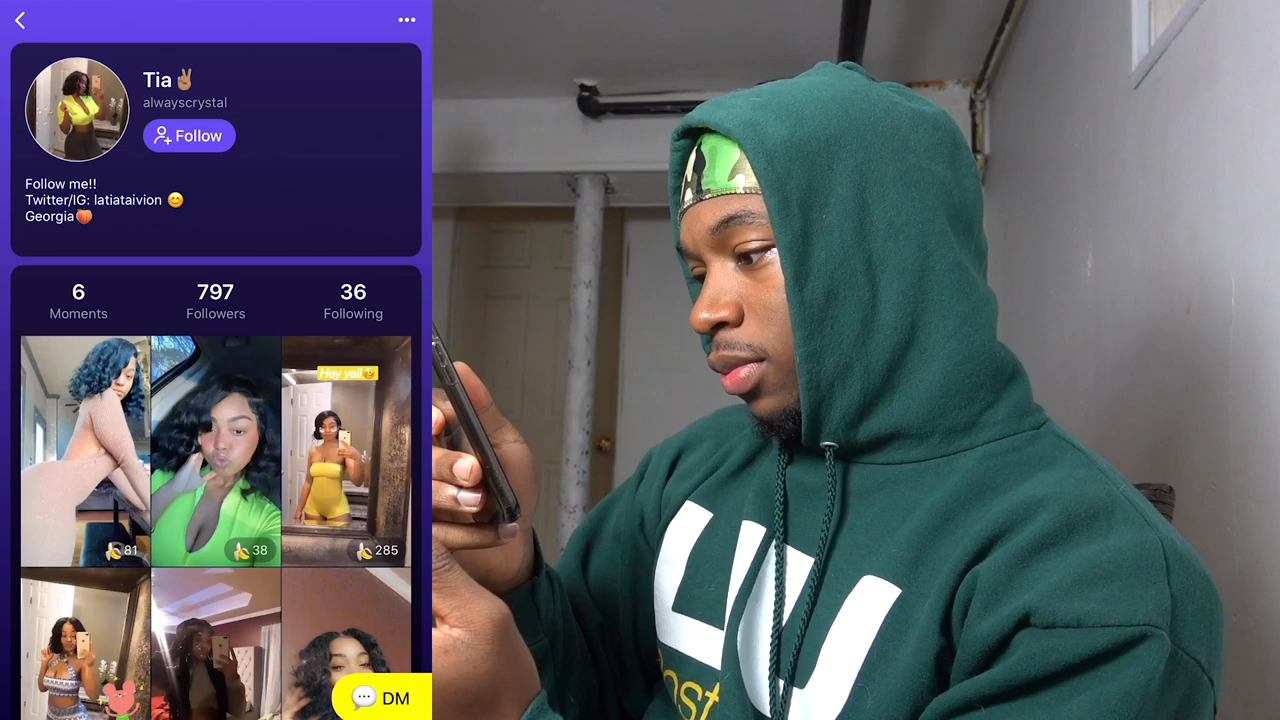 Tia✌🏽
alwayscrystal
Follow
Follow me!!
Twitter/IG: latiataivion 😊
Georgia🍑
6
797
36
Moments
Followers
Following
Hey yall
🍌81
🍌38
🍌285
💬 DM